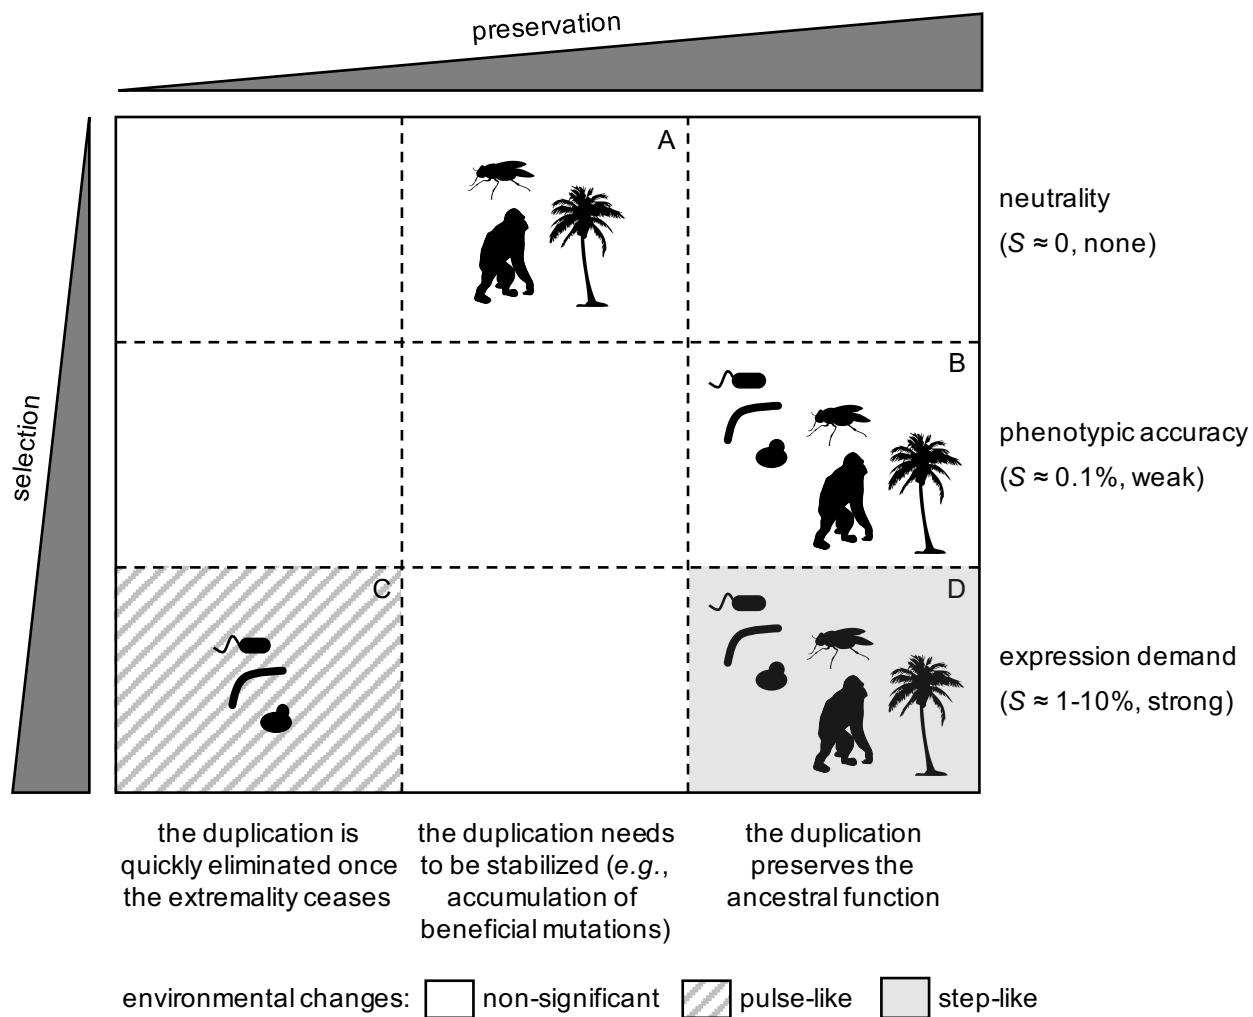 preservation
selection
A
neutrality
(S ≈ 0, none)
B
phenotypic accuracy
(S ≈ 0.1%, weak)
C
D
expression demand
(S ≈ 1-10%, strong)
the duplication is
quickly eliminated once
the extremality ceases
the duplication needs
to be stabilized (e.g.,
accumulation of
beneficial mutations)
the duplication
preserves the
ancestral function
environmental changes: non-significant pulse-like step-like